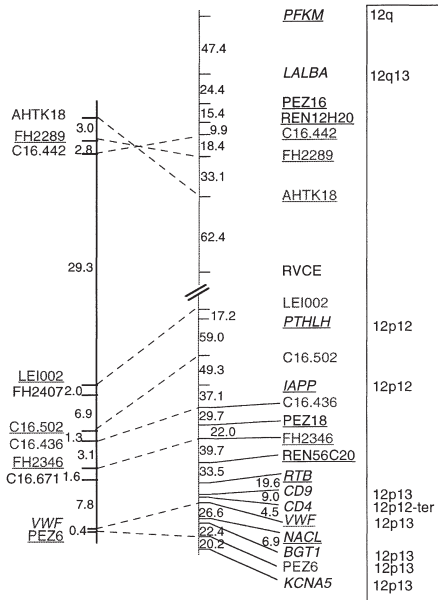 PFKM 12q
47.4
LALBA 12q13
24.4
PEZ16
AHTK18 15.4 REN12H20
3.0 9.9 C16.442
FH2289 18.4
C16.442 2.8 FH2289
33.1
AHTK18
62.4
29.3 RVCE
LEI002
17.2 PTHLH 12p12
59.0
C16.502
49.3
LEI002 IAPP 12p12
FH2407 2.0 37.1 C16.436
6.9 29.7 PEZ18
C16.502 22.0 FH2346
C16.436 1.3 39.7 REN56C20
3.1 33.5
FH2346 RTB
C16.671 1.6 19.6 CD9 12p13
9.0 CD4 12p12-ter
7.8 26.6 4.5 VWF 12p13
VWF 0.4 NACL
PEZ6 22.4 6.9 BGT1 12p13
20.2 PEZ6 12p13
KCNA5 12p13